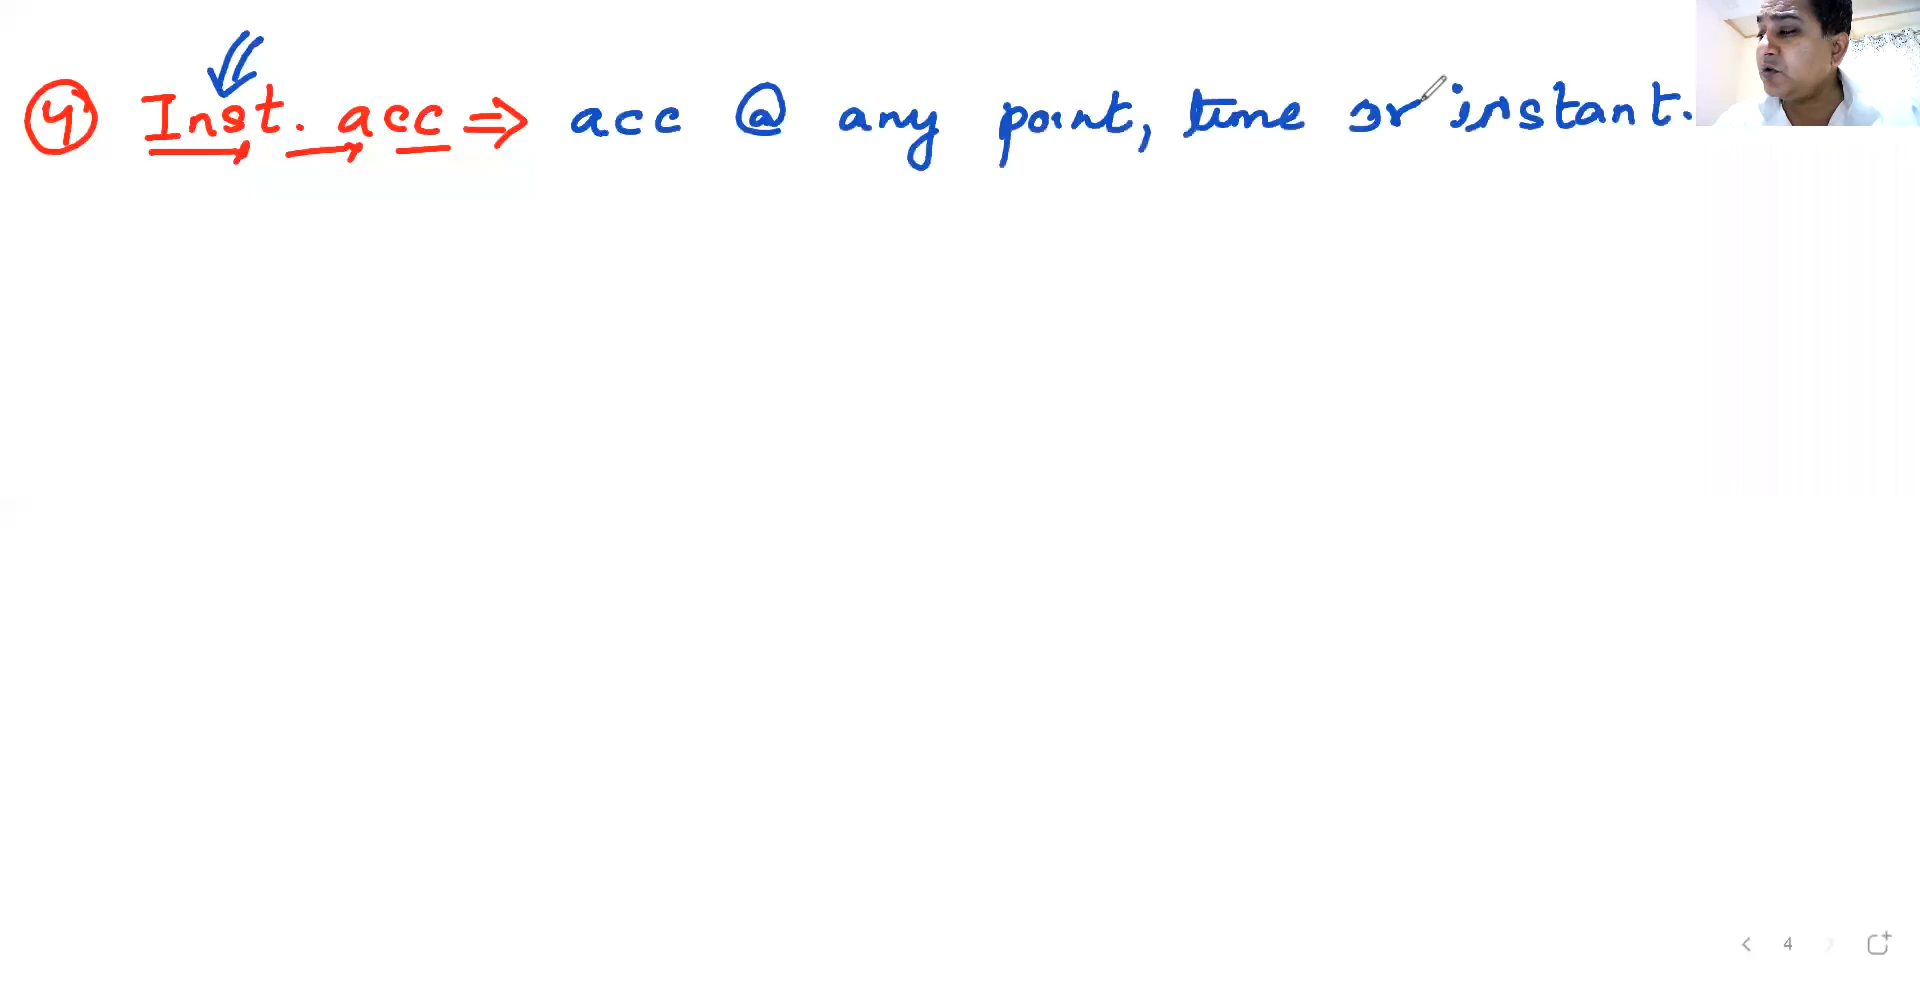 ④ Inst. acc ⇒ acc @ any point, time or instant.
4